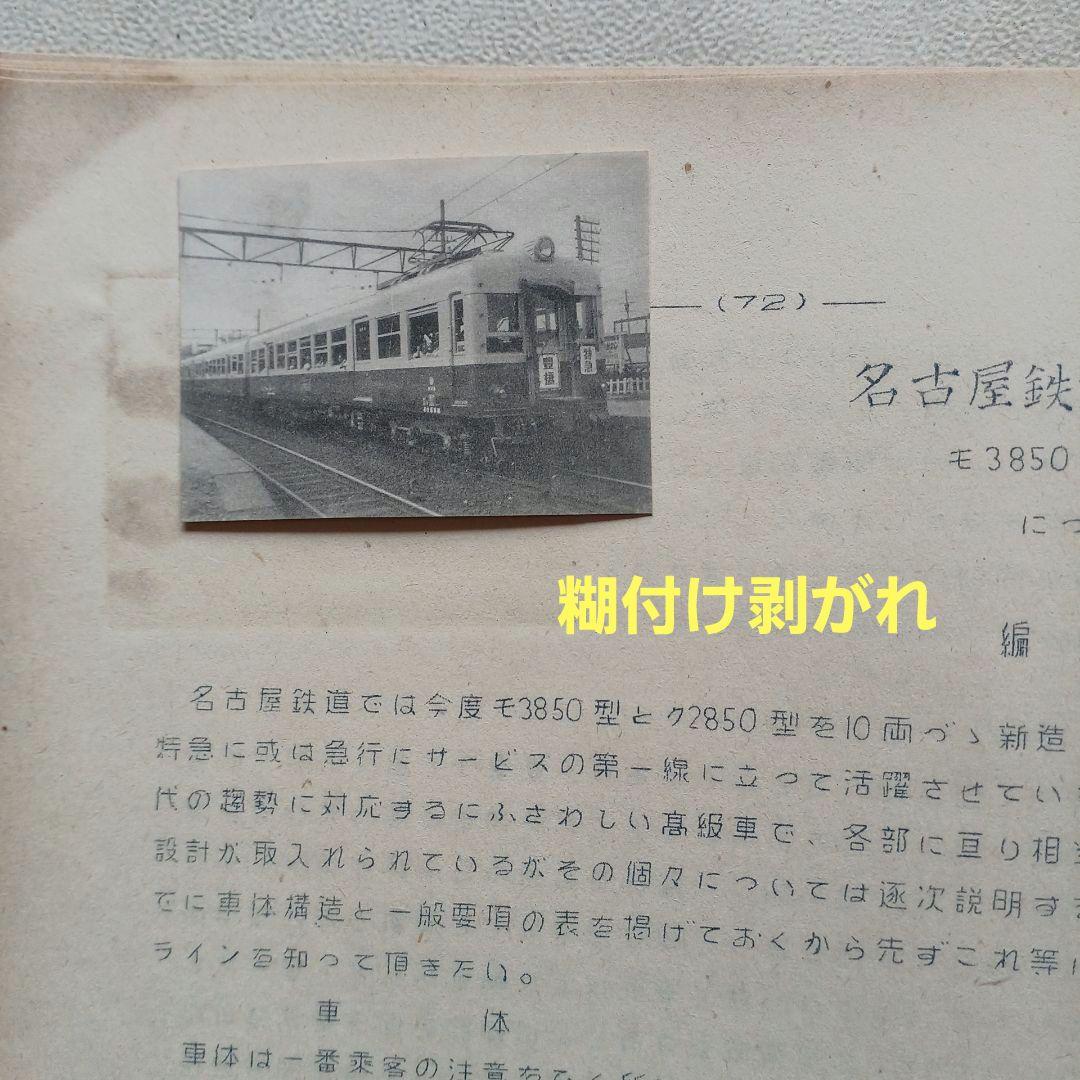 豊橋
特急
—(72)—
名古屋鉄
モ3850
につ
糊付け剥がれ
編
名古屋鉄道では今度モ3850型とク2850型を10両づゝ新造
特急に或は急行にサービスの第一線に立つて活躍させてい
代の趨勢に対応するにふさわしい高級車で、各部に亘り相当
設計が取入れられているがその個々については逐次説明す
でに車体構造と一般要項の表を掲げておくから先ずこれ等
ラインを知って頂きたい。
車 体
車体は一番乗客の注意を